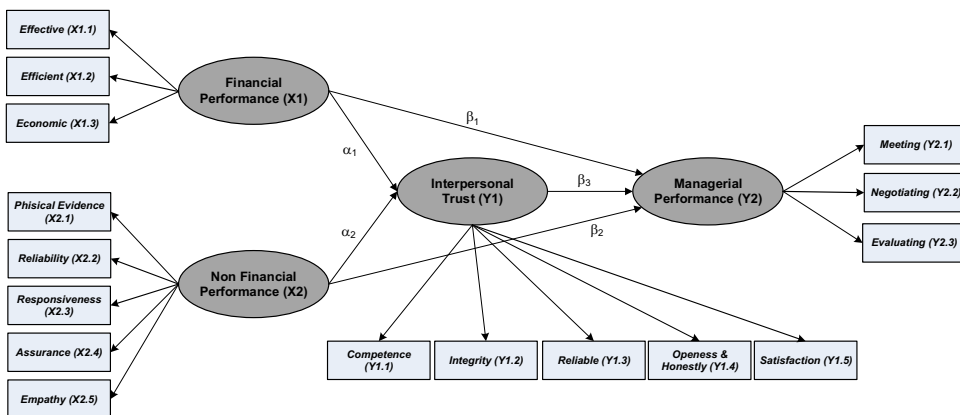 Effective (X1.1)
Efficient (X1.2)
Economic (X1.3)
Financial
Performance (X1)
β1
α1
Phisical Evidence
(X2.1)
Reliability (X2.2)
Responsiveness
(X2.3)
Assurance (X2.4)
Empathy (X2.5)
Non Financial
Performance (X2)
α2
Interpersonal
Trust (Y1)
β3
β2
Managerial
Performance (Y2)
Meeting (Y2.1)
Negotiating (Y2.2)
Evaluating (Y2.3)
Competence
(Y1.1)
Integrity (Y1.2)
Reliable (Y1.3)
Openess &
Honestly (Y1.4)
Satisfaction (Y1.5)